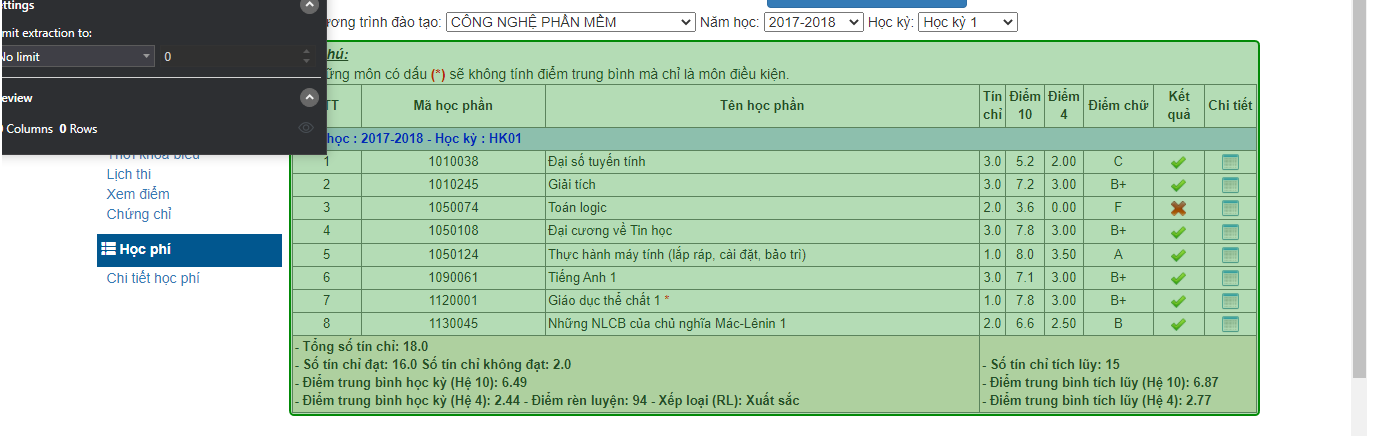 ettings
mit extraction to:
No limit 0
eview
Columns 0 Rows
Thời khóa biểu
Lịch thi
Xem điểm
Chứng chỉ
Học phí
Chi tiết học phí
ương trình đào tạo: CÔNG NGHỆ PHẦN MỀM Năm học: 2017-2018 Học kỳ: Học kỳ 1
hú:
ững môn có dấu (*) sẽ không tính điểm trung bình mà chỉ là môn điều kiện.
TT Mã học phần Tên học phần Tín chỉ Điểm 10 Điểm 4 Điểm chữ Kết quả Chi tiết
học : 2017-2018 - Học kỳ : HK01
1 1010038 Đại số tuyến tính 3.0 5.2 2.00 C
2 1010245 Giải tích 3.0 7.2 3.00 B+
3 1050074 Toán logic 2.0 3.6 0.00 F
4 1050108 Đại cương về Tin học 3.0 7.8 3.00 B+
5 1050124 Thực hành máy tính (lắp ráp, cài đặt, bảo trì) 1.0 8.0 3.50 A
6 1090061 Tiếng Anh 1 3.0 7.1 3.00 B+
7 1120001 Giáo dục thể chất 1 * 1.0 7.8 3.00 B+
8 1130045 Những NLCB của chủ nghĩa Mác-Lênin 1 2.0 6.6 2.50 B
- Tổng số tín chỉ: 18.0
- Số tín chỉ đạt: 16.0 Số tín chỉ không đạt: 2.0
- Điểm trung bình học kỳ (Hệ 10): 6.49
- Điểm trung bình học kỳ (Hệ 4): 2.44 - Điểm rèn luyện: 94 - Xếp loại (RL): Xuất sắc
- Số tín chỉ tích lũy: 15
- Điểm trung bình tích lũy (Hệ 10): 6.87
- Điểm trung bình tích lũy (Hệ 4): 2.77